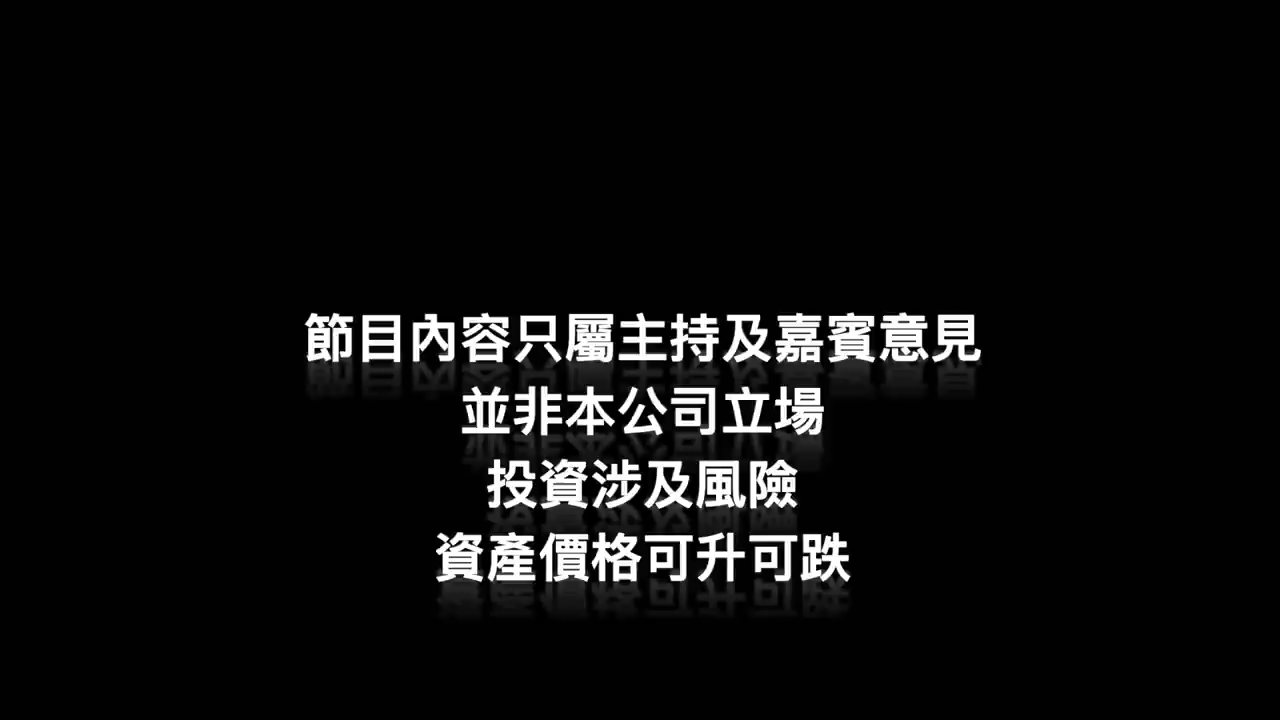 節目內容只屬主持及嘉賓意見
並非本公司立場
投資涉及風險
資產價格可升可跌